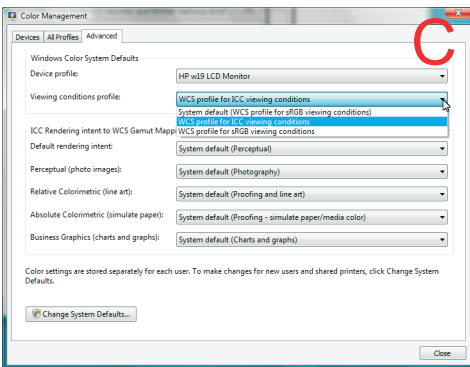 Color Management
C
Devices All Profiles Advanced
Windows Color System Defaults
Device profile: HP w19 LCD Monitor
Viewing conditions profile: WCS profile for ICC viewing conditions
System default (WCS profile for sRGB viewing conditions)
WCS profile for ICC viewing conditions
ICC Rendering intent to WCS Gamut Mapp WCS profile for sRGB viewing conditions
Default rendering intent: System default (Perceptual)
Perceptual (photo images): System default (Photography)
Relative Colorimetric (line art): System default (Proofing and line art)
Absolute Colorimetric (simulate paper): System default (Proofing - simulate paper/media color)
Business Graphics (charts and graphs): System default (Charts and graphs)
Color settings are stored separately for each user. To make changes for new users and shared printers, click Change System
Defaults.
Change System Defaults...
Close